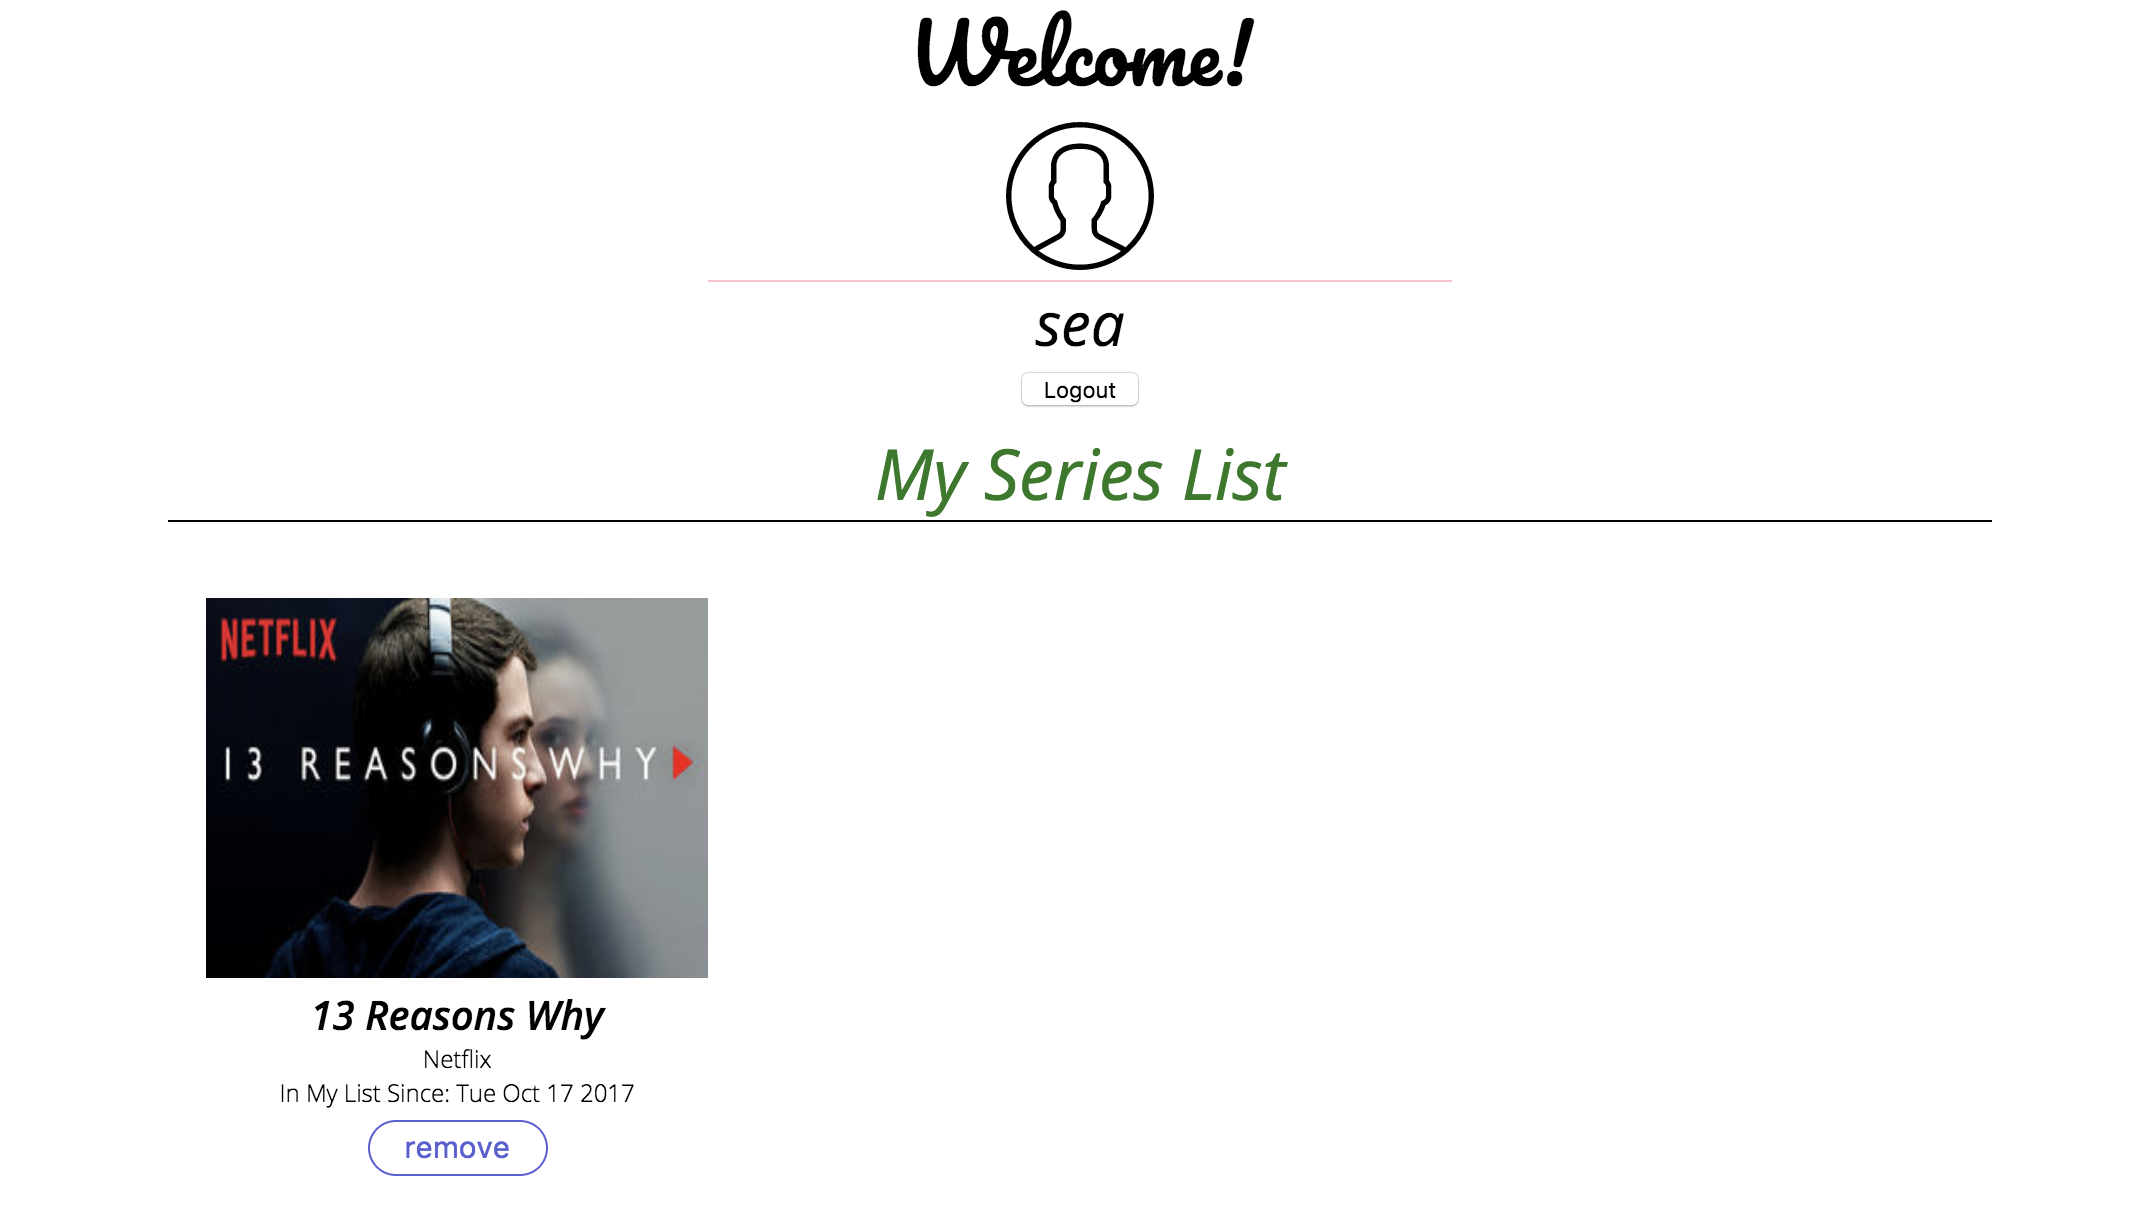 Welcome!
sea
Logout
My Series List
NETFLIX
13 REASONS WHY
13 Reasons Why
Netflix
In My List Since: Tue Oct 17 2017
remove